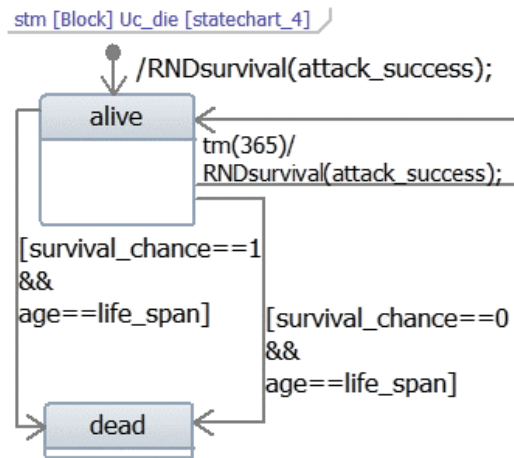 stm [Block] Uc_die [statechart_4]
/RNDsurvival(attack_success);
alive
tm(365)/
RNDsurvival(attack_success);
[survival_chance==1
&&
age==life_span]
[survival_chance==0
&&
age==life_span]
dead